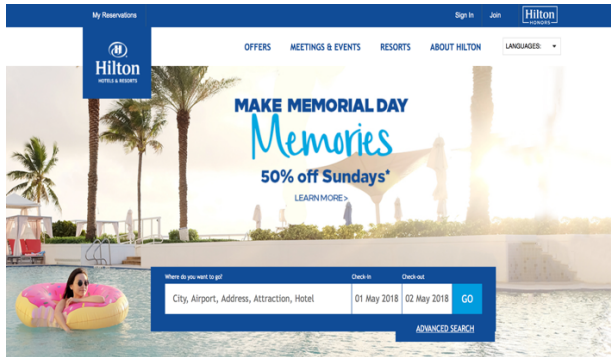 My Reservations
Sign In
Join
Hilton
HONORS
Hilton
HOTELS & RESORTS
OFFERS
MEETINGS & EVENTS
RESORTS
ABOUT HILTON
LANGUAGES:
MAKE MEMORIAL DAY
Memories
50% off Sundays*
LEARN MORE >
Where do you want to go?
Check-in
Check-out
City, Airport, Address, Attraction, Hotel
01 May 2018
02 May 2018
GO
ADVANCED SEARCH